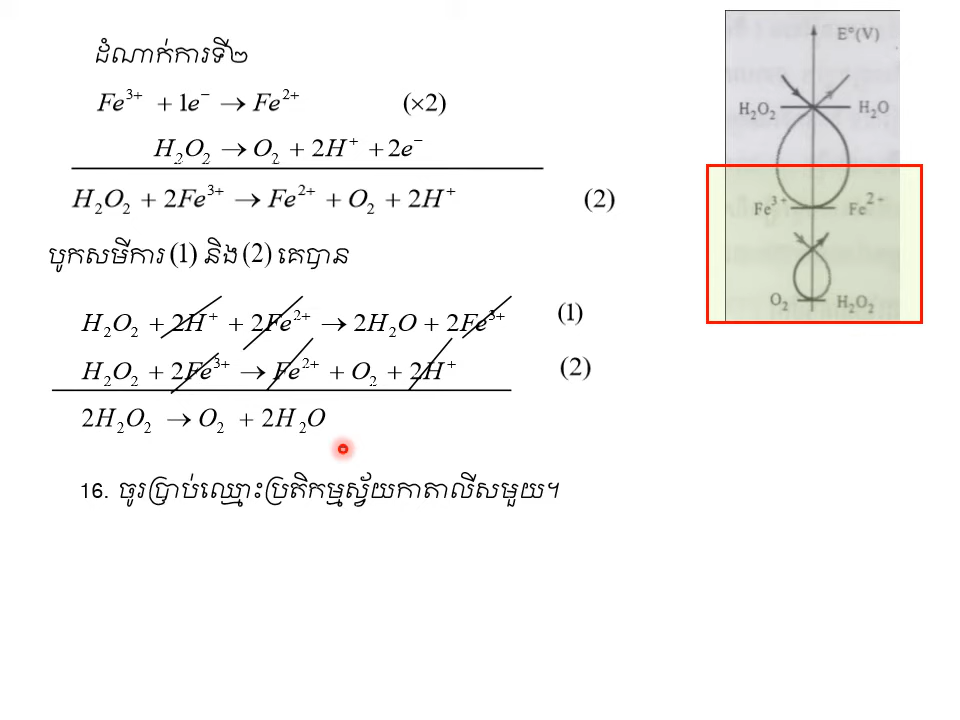 ដំណាក់ការទី២
Fe³⁺ + 1e⁻ → Fe²⁺ (×2)
H₂O₂ → O₂ + 2H⁺ + 2e⁻
H₂O₂ + 2Fe³⁺ → Fe²⁺ + O₂ + 2H⁺ (2)
បូកសមីការ (1) និង (2) គេបាន
H₂O₂ + 2H⁺ + 2Fe²⁺ → 2H₂O + 2Fe³⁺ (1)
H₂O₂ + 2Fe³⁺ → Fe²⁺ + O₂ + 2H⁺ (2)
2H₂O₂ → O₂ + 2H₂O
16. ចូរប្រាប់ឈ្មោះប្រតិកម្មស្វ័យកាតាលីសមួយ។
E°(V)
H₂O₂ H₂O
Fe³⁺ Fe²⁺
O₂ H₂O₂